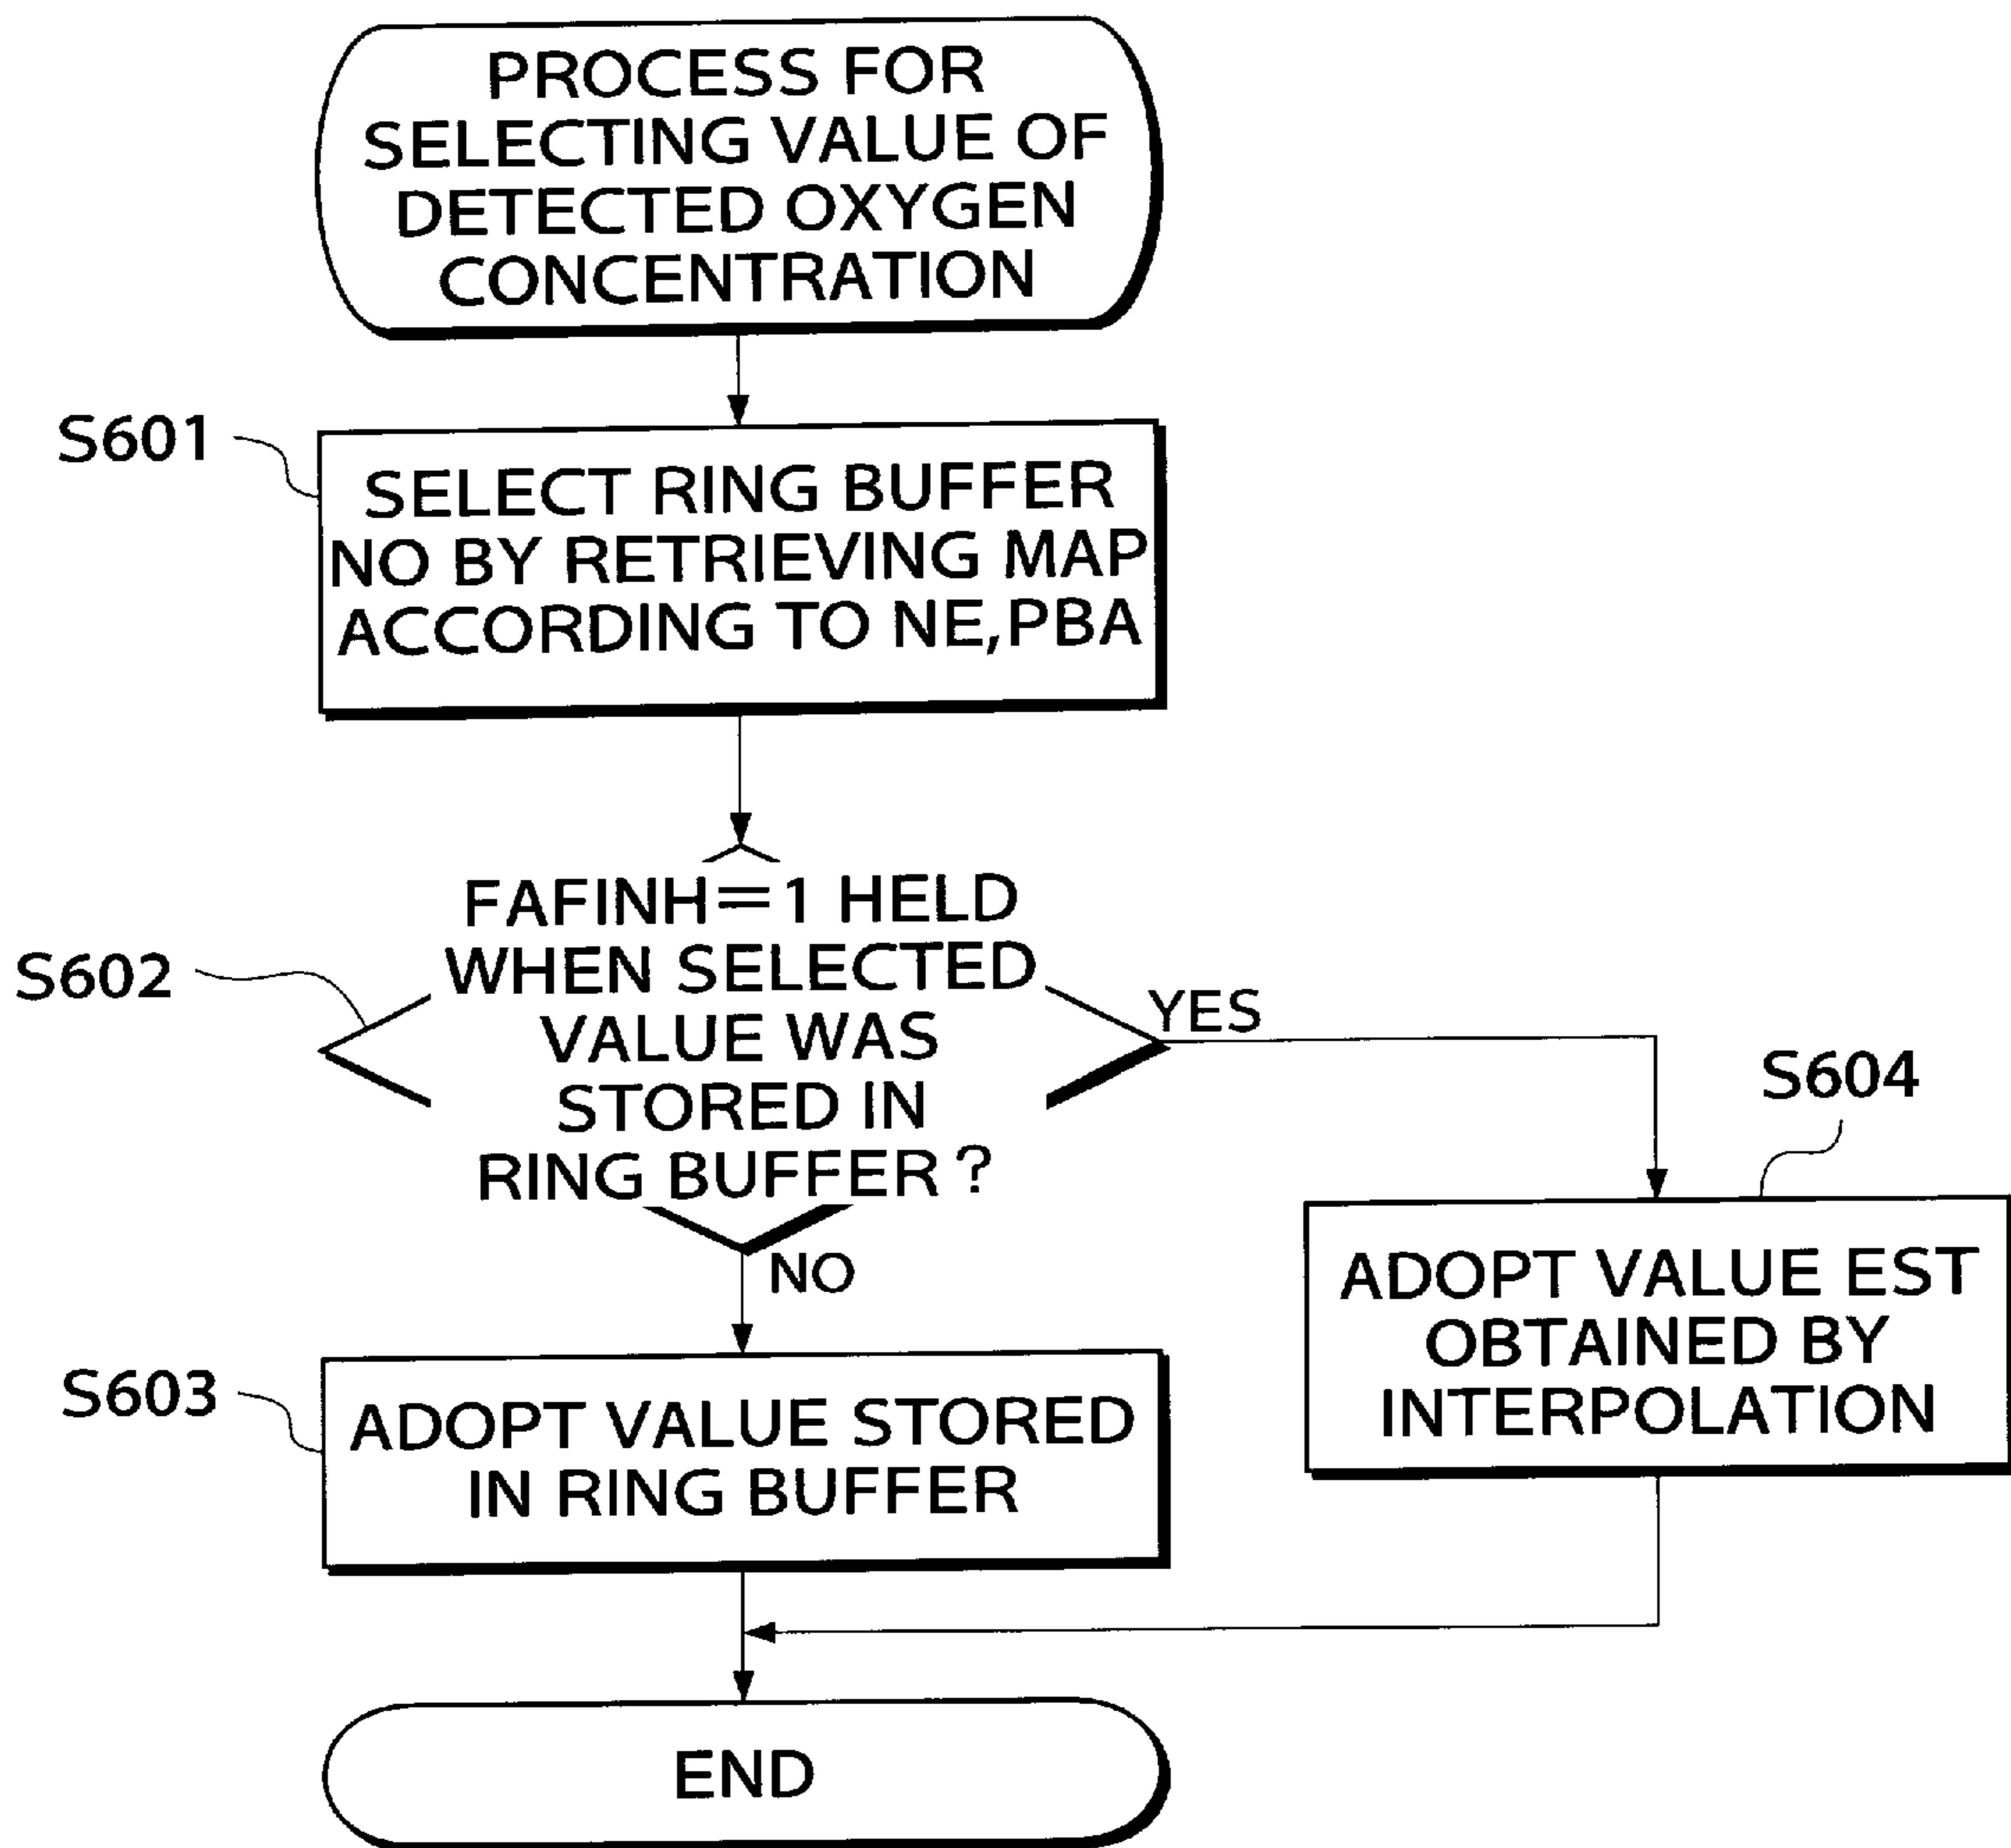 PROCESS FOR
SELECTING VALUE OF
DETECTED OXYGEN
CONCENTRATION
S601
SELECT RING BUFFER
NO BY RETRIEVING MAP
ACCORDING TO NE,PBA
S602
FAFINH=1 HELD
WHEN SELECTED
VALUE WAS
STORED IN
RING BUFFER?
YES
NO
S604
ADOPT VALUE EST
OBTAINED BY
INTERPOLATION
S603
ADOPT VALUE STORED
IN RING BUFFER
END